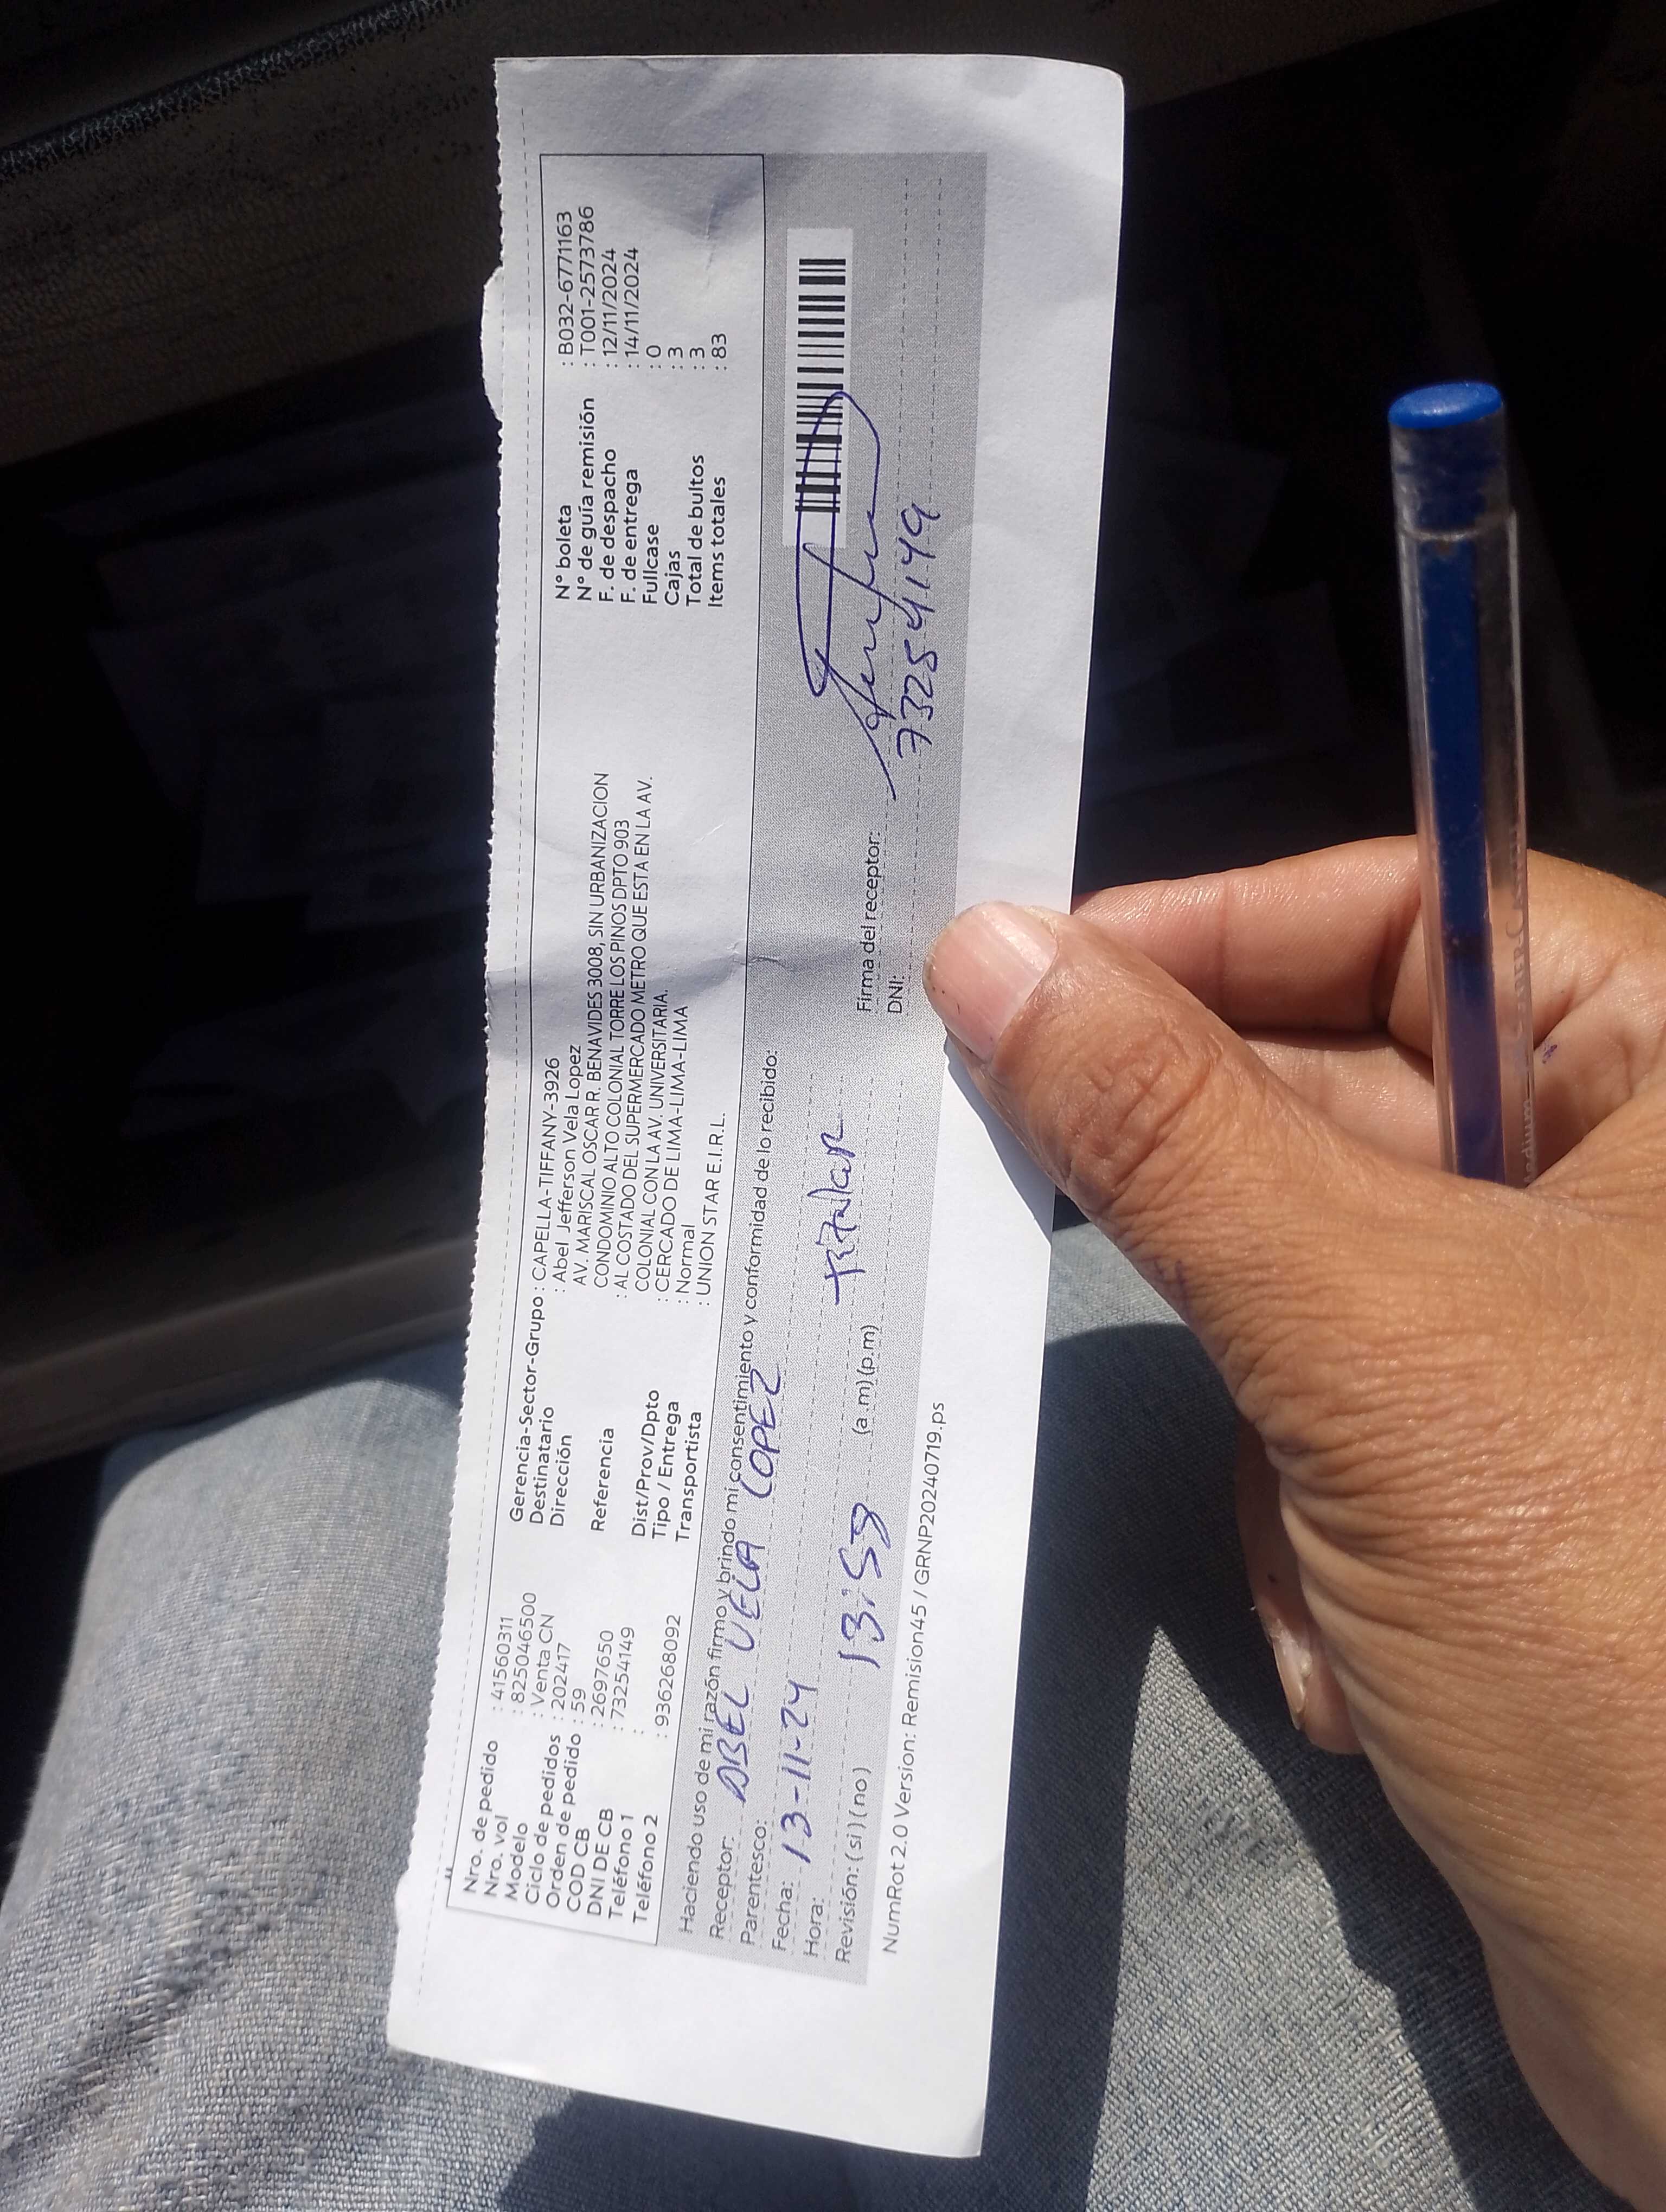 Nro. de pedido : 41560311
Nro. vol : 825046500
Modelo : Venta CN
Ciclo de pedidos : 202417
Orden de pedido : 59
COD CB : 2697650
DNI DE CB : 73254149
Teléfono 1 :
Teléfono 2 : 936268092
Gerencia-Sector-Grupo : CAPELLA-TIFFANY-3926
Destinatario : Abel Jefferson Vela Lopez
Dirección AV. MARISCAL OSCAR R. BENAVIDES 3008, SIN URBANIZACION
CONDOMINIO ALTO COLONIAL TORRE LOS PINOS DPTO 903
Referencia : AL COSTADO DEL SUPERMERCADO METRO QUE ESTA EN LA AV.
COLONIAL CON LA AV. UNIVERSITARIA.
Dist/Prov/Dpto : CERCADO DE LIMA-LIMA-LIMA
Tipo / Entrega : Normal
Transportista : UNION STAR E.I.R.L.
N° boleta : B032-6771163
N° de guía remisión : T001-2573786
F. de despacho : 12/11/2024
F. de entrega : 14/11/2024
Fullcase : 0
Cajas : 3
Total de bultos : 3
Items totales : 83
Haciendo uso de mi razón firmo y brindo mi consentimiento y conformidad de lo recibido:
Receptor: ABEL VELA LOPEZ
Parentesco: titular
Fecha: 13-11-24
Hora: 13:53 (a.m) (p.m)
Revisión: (si) (no)
Firma del receptor:
DNI: 73254149
NumRot 2.0 Version: Remision45 / GRNP20240719.ps